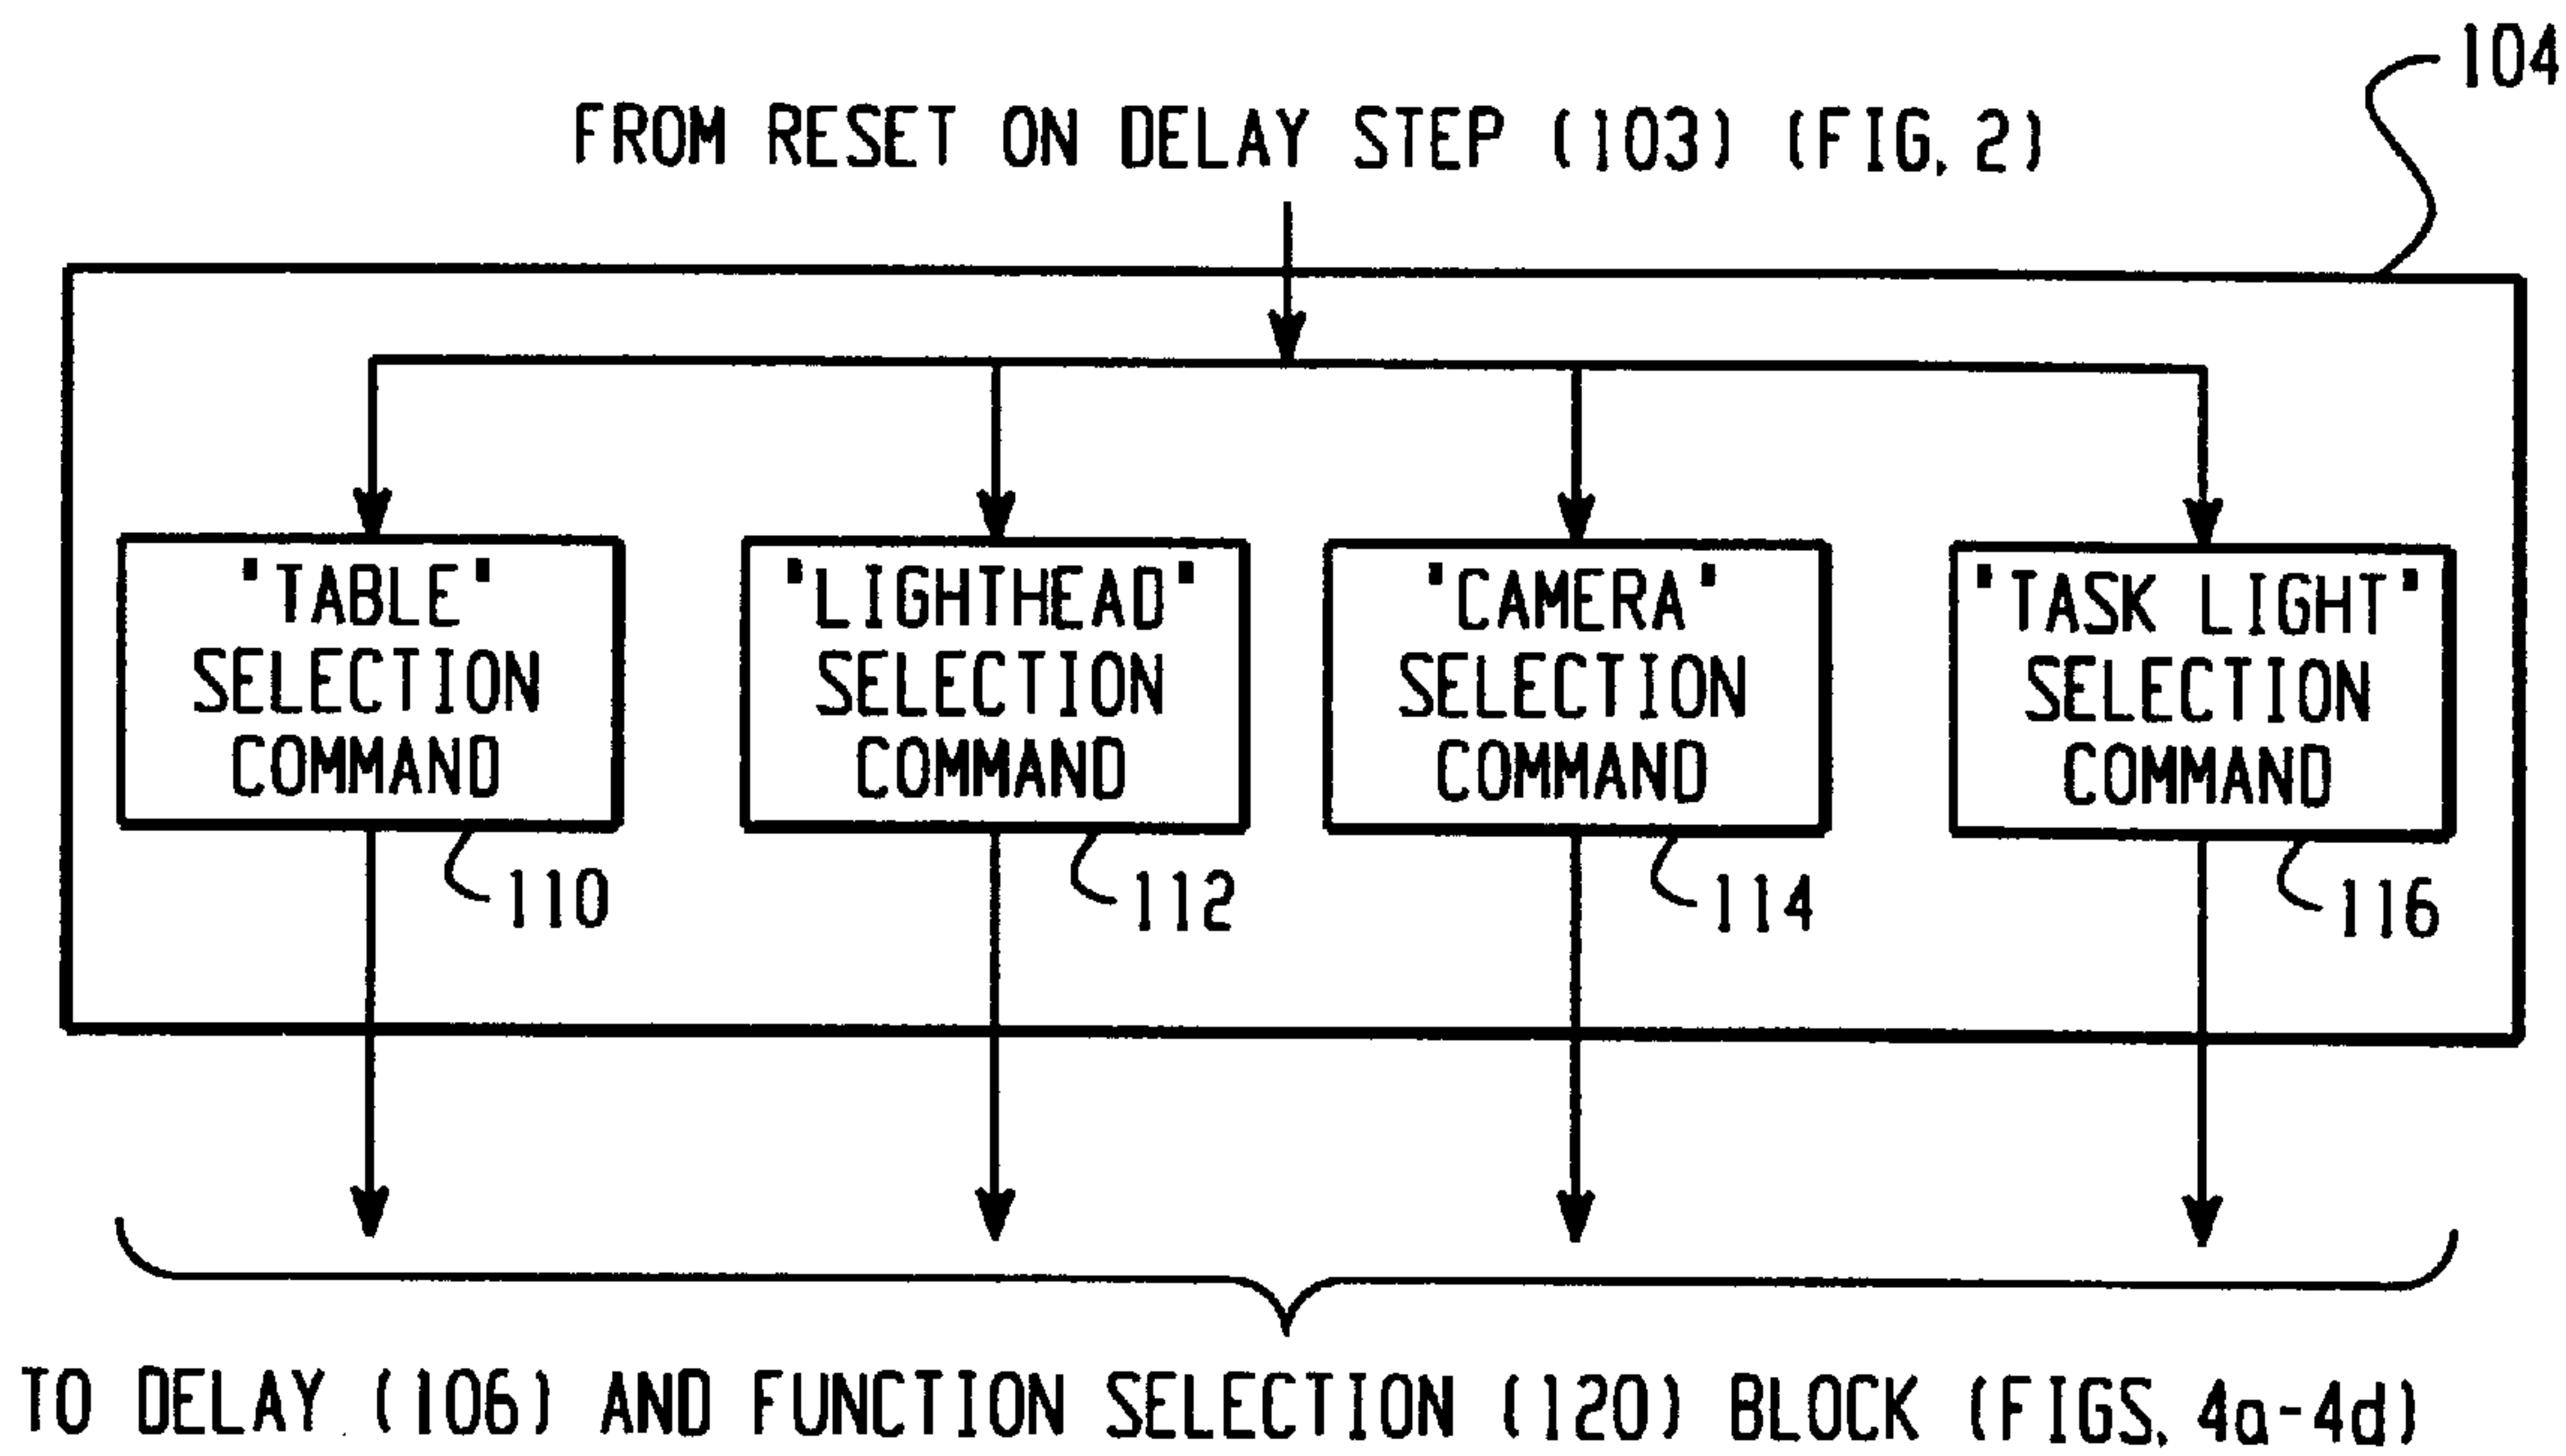 104
FROM RESET ON DELAY STEP (103) (FIG. 2)
"TABLE"
SELECTION
COMMAND
110
"LIGHTHEAD"
SELECTION
COMMAND
112
"CAMERA"
SELECTION
COMMAND
114
"TASK LIGHT"
SELECTION
COMMAND
116
TO DELAY (106) AND FUNCTION SELECTION (120) BLOCK (FIGS. 4a-4d)